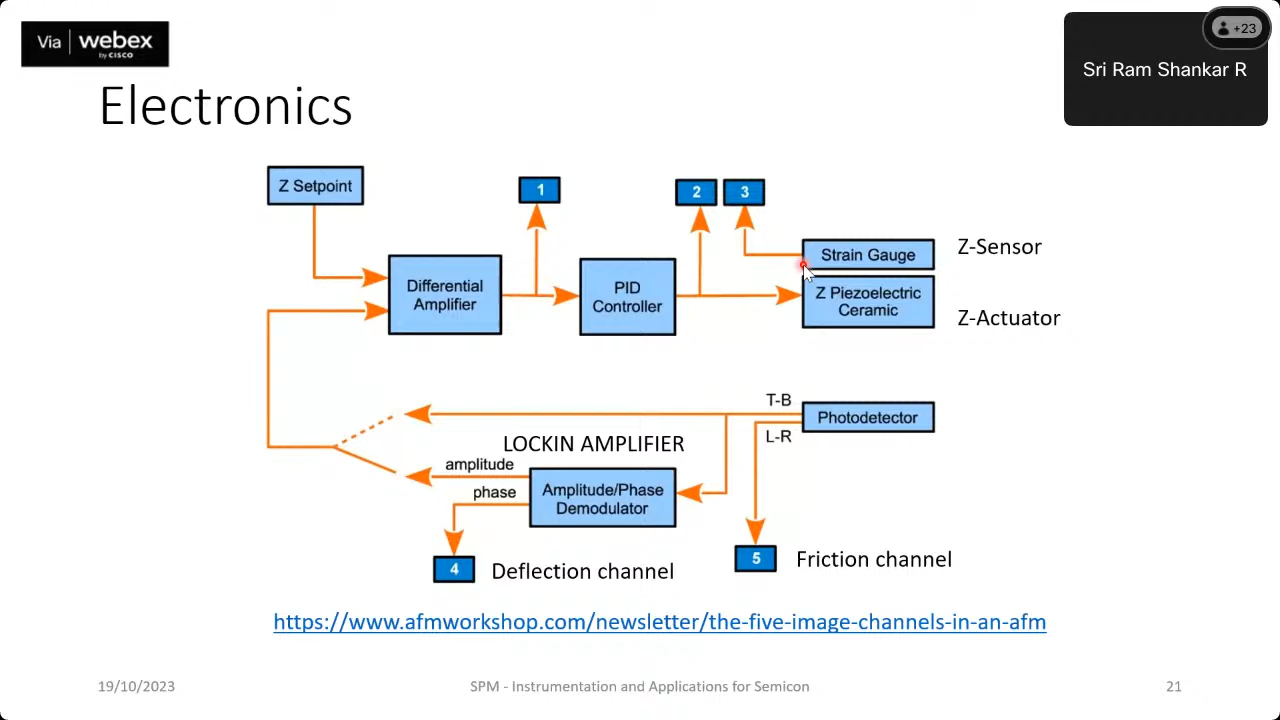 Via webex
by CISCO
+23
Sri Ram Shankar R
Electronics
Z Setpoint
1
2
3
Strain Gauge
Z-Sensor
Differential
Amplifier
PID
Controller
Z Piezoelectric
Ceramic
Z-Actuator
T-B
Photodetector
L-R
LOCKIN AMPLIFIER
amplitude
phase
Amplitude/Phase
Demodulator
4
Deflection channel
5
Friction channel
https://www.afmworkshop.com/newsletter/the-five-image-channels-in-an-afm
19/10/2023
SPM - Instrumentation and Applications for Semicon
21